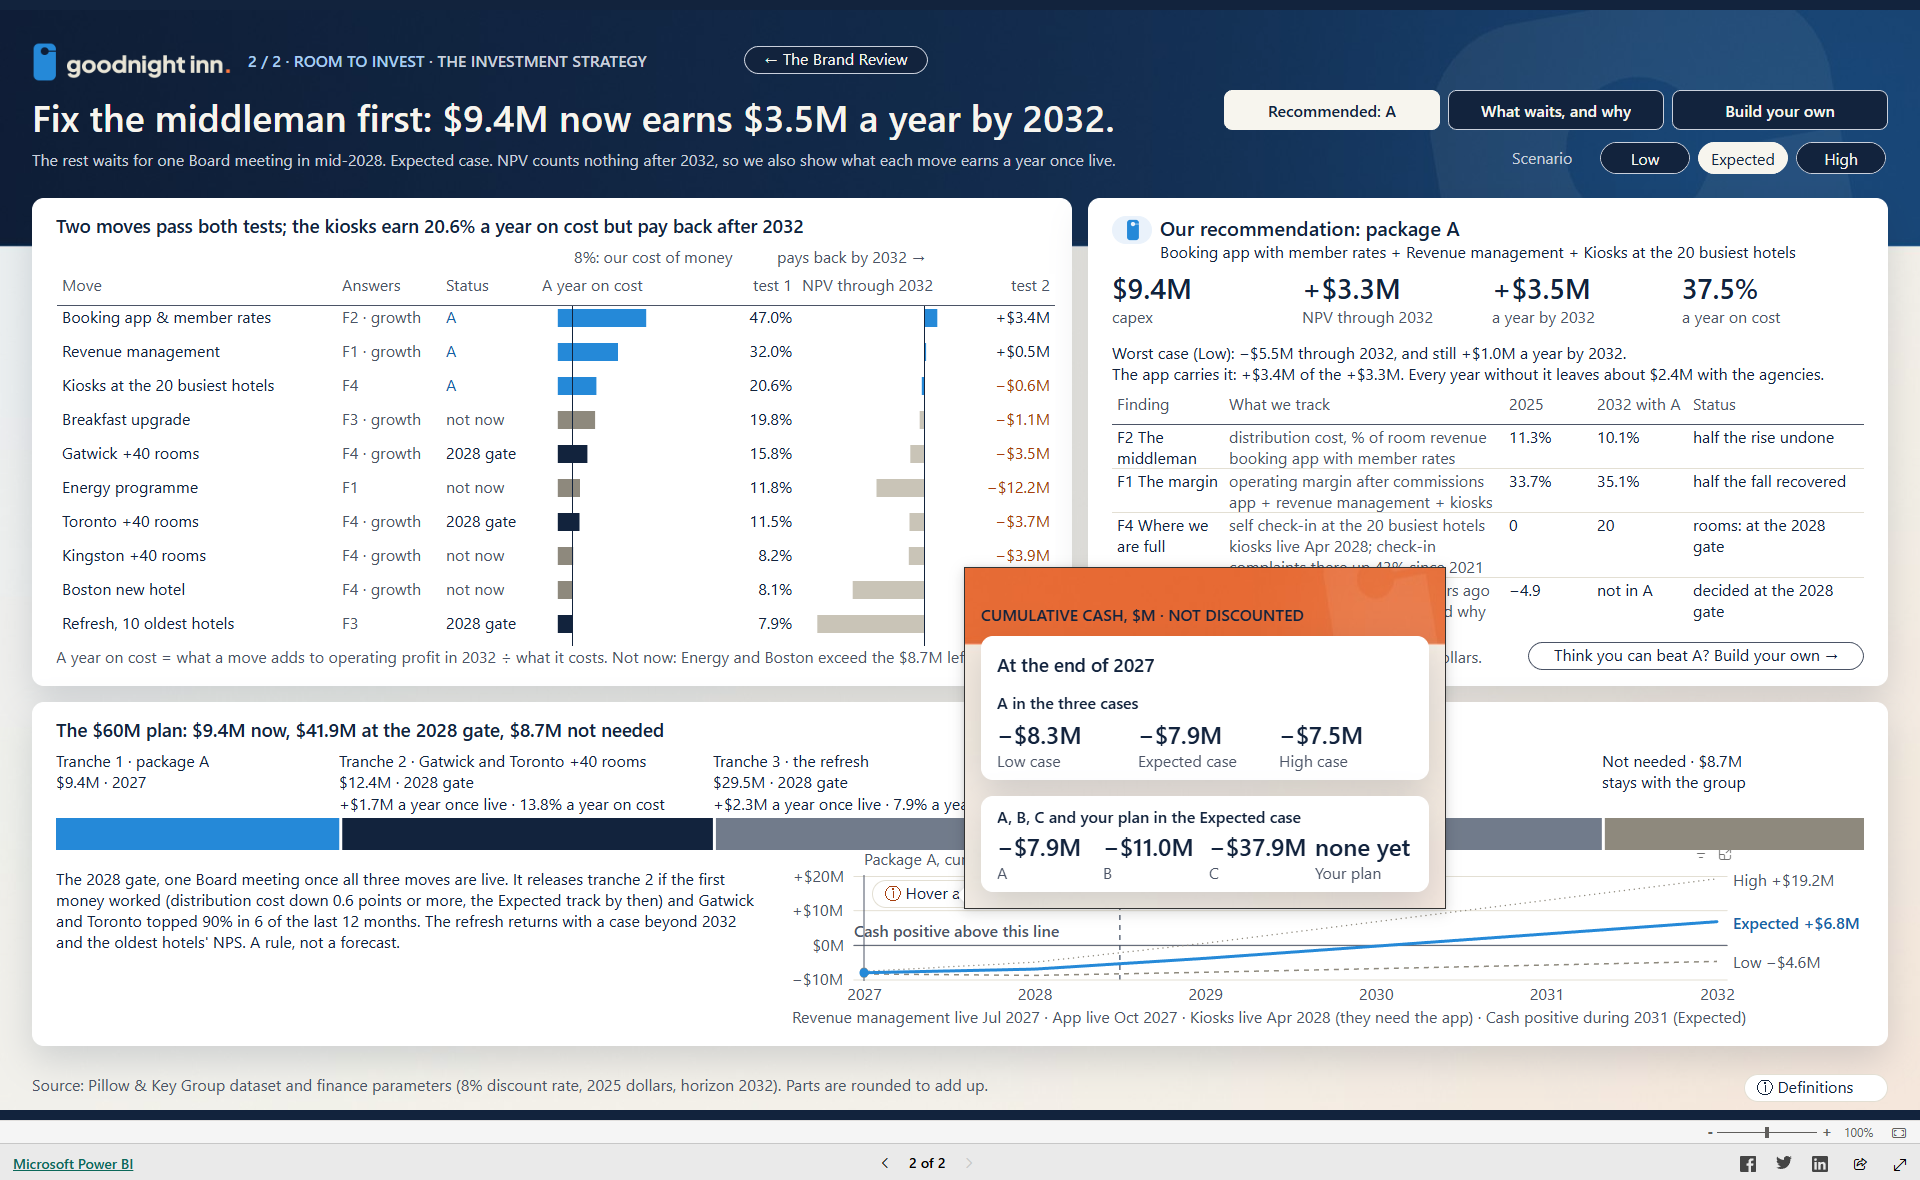 goodnight inn.
2 / 2 · ROOM TO INVEST · THE INVESTMENT STRATEGY
← The Brand Review
Fix the middleman first: $9.4M now earns $3.5M a year by 2032.
The rest waits for one Board meeting in mid-2028. Expected case. NPV counts nothing after 2032, so we also show what each move earns a year once live.
Recommended: A
What waits, and why
Build your own
Scenario
Low
Expected
High
Two moves pass both tests; the kiosks earn 20.6% a year on cost but pay back after 2032
8%: our cost of money
pays back by 2032 →
Move Answers Status A year on cost test 1 NPV through 2032 test 2
Booking app & member rates F2 · growth A 47.0% +$3.4M
Revenue management F1 · growth A 32.0% +$0.5M
Kiosks at the 20 busiest hotels F4 A 20.6% −$0.6M
Breakfast upgrade F3 · growth not now 19.8% −$1.1M
Gatwick +40 rooms F4 · growth 2028 gate 15.8% −$3.5M
Energy programme F1 not now 11.8% −$12.2M
Toronto +40 rooms F4 · growth 2028 gate 11.5% −$3.7M
Kingston +40 rooms F4 · growth not now 8.2% −$3.9M
Boston new hotel F4 · growth not now 8.1%
Refresh, 10 oldest hotels F3 2028 gate 7.9%
A year on cost = what a move adds to operating profit in 2032 ÷ what it costs. Not now: Energy and Boston exceed the $8.7M
Our recommendation: package A
Booking app with member rates + Revenue management + Kiosks at the 20 busiest hotels
$9.4M +$3.3M +$3.5M 37.5%
capex NPV through 2032 a year by 2032 a year on cost
Worst case (Low): −$5.5M through 2032, and still +$1.0M a year by 2032.
The app carries it: +$3.4M of the +$3.3M. Every year without it leaves about $2.4M with the agencies.
Finding What we track 2025 2032 with A Status
F2 The distribution cost, % of room revenue 11.3% 10.1% half the rise undone
middleman booking app with member rates
F1 The margin operating margin after commissions 33.7% 35.1% half the fall recovered
app + revenue management + kiosks
F4 Where we self check-in at the 20 busiest hotels 0 20 rooms: at the 2028
are full kiosks live Apr 2028; check-in gate
complaints there up 42% since 2021
ago −4.9 not in A decided at the 2028
why gate
Think you can beat A? Build your own →
CUMULATIVE CASH, $M · NOT DISCOUNTED
At the end of 2027
A in the three cases
−$8.3M −$7.9M −$7.5M
Low case Expected case High case
A, B, C and your plan in the Expected case
−$7.9M −$11.0M −$37.9M none yet
A B C Your plan
The $60M plan: $9.4M now, $41.9M at the 2028 gate, $8.7M not needed
Tranche 1 · package A
$9.4M · 2027
Tranche 2 · Gatwick and Toronto +40 rooms
$12.4M · 2028 gate
+$1.7M a year once live · 13.8% a year on cost
Tranche 3 · the refresh
$29.5M · 2028 gate
+$2.3M a year once live · 7.9% a
Not needed · $8.7M
stays with the group
The 2028 gate, one Board meeting once all three moves are live. It releases tranche 2 if the first
money worked (distribution cost down 0.6 points or more, the Expected track by then) and Gatwick
and Toronto topped 90% in 6 of the last 12 months. The refresh returns with a case beyond 2032
and the oldest hotels' NPS. A rule, not a forecast.
Package A,
Hover a
+$20M
+$10M
$0M
−$10M
Cash positive above this line
High +$19.2M
Expected +$6.8M
Low −$4.6M
2027 2028 2029 2030 2031 2032
Revenue management live Jul 2027 · App live Oct 2027 · Kiosks live Apr 2028 (they need the app) · Cash positive during 2031 (Expected)
Source: Pillow & Key Group dataset and finance parameters (8% discount rate, 2025 dollars, horizon 2032). Parts are rounded to add up.
Definitions
- + 100%
Microsoft Power BI
2 of 2